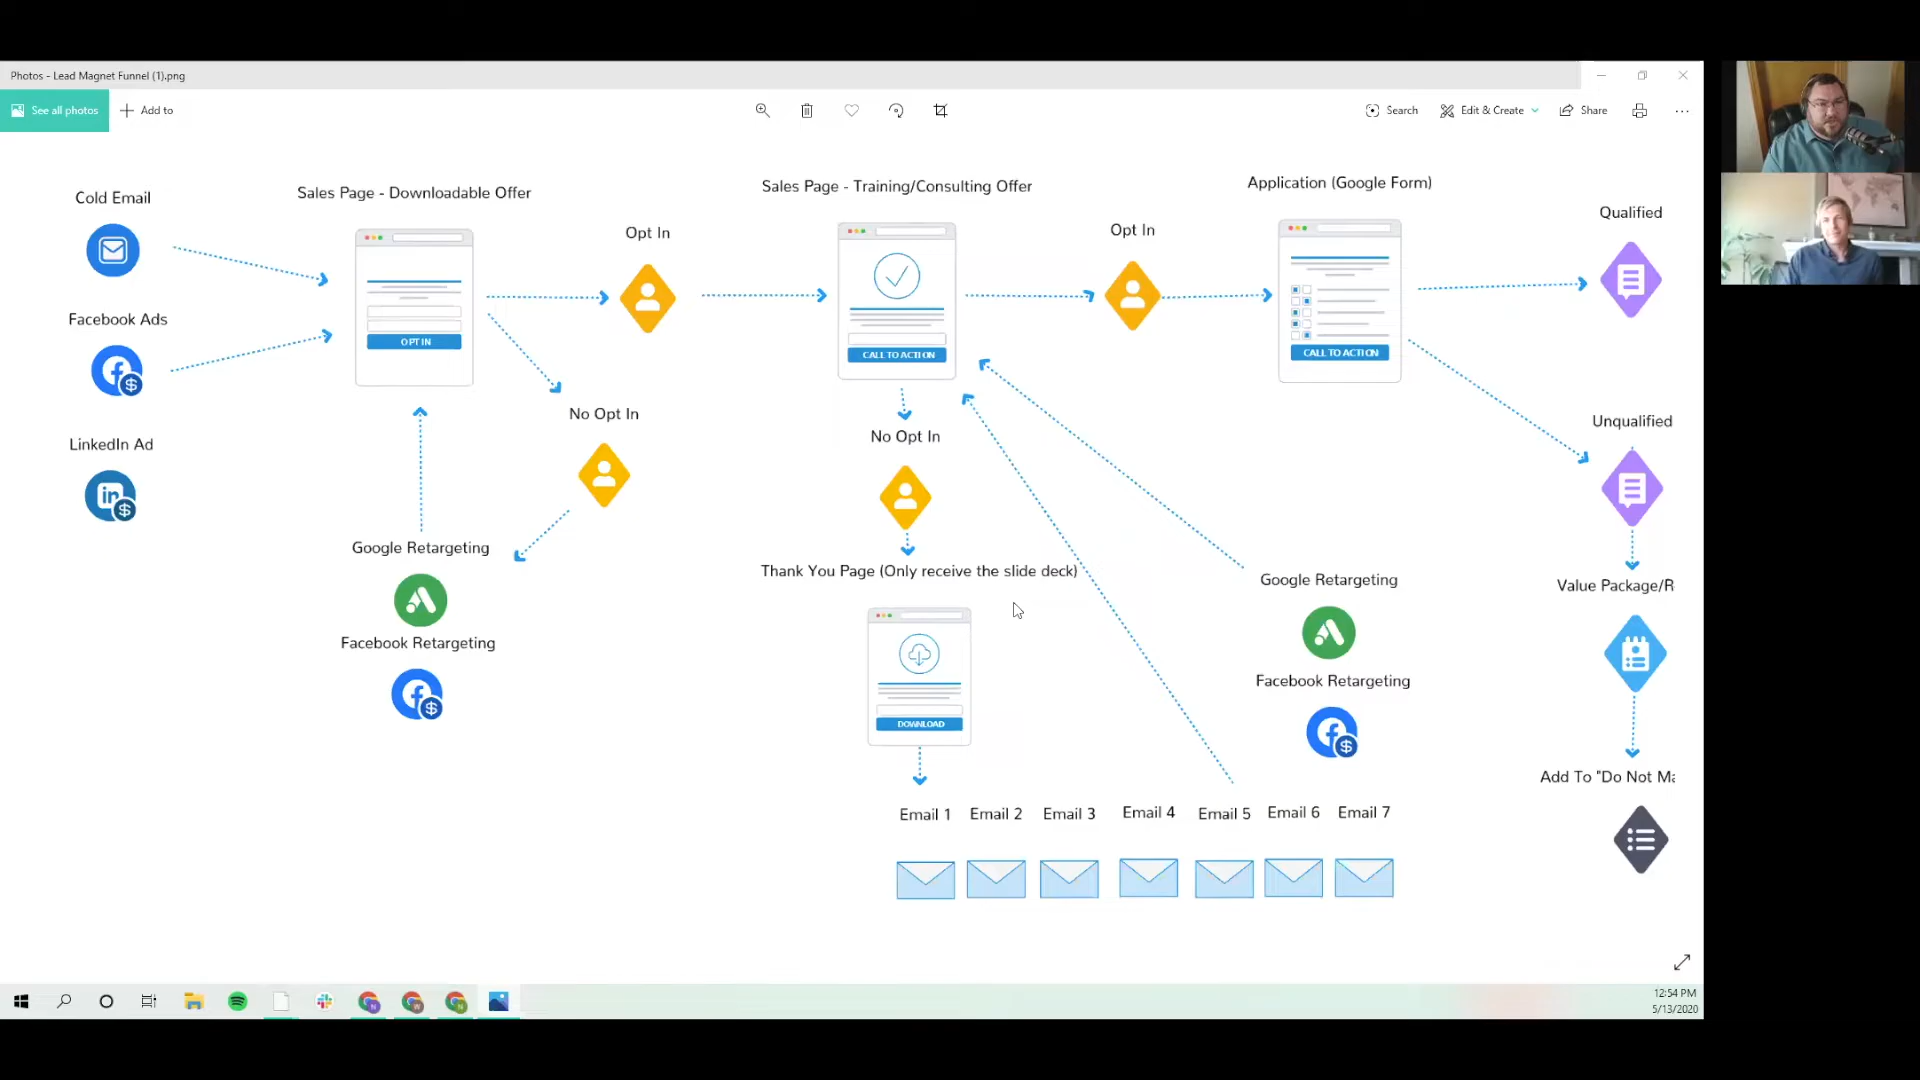 Photos - Lead Magnet Funnel (1).png
See all photos
Add to
Search
Edit & Create
Share
Cold Email
Sales Page - Downloadable Offer
Sales Page - Training/Consulting Offer
Application (Google Form)
Qualified
Opt In
Opt In
Facebook Ads
OPT IN
CALL TO ACTION
CALL TO ACTION
No Opt In
Unqualified
LinkedIn Ad
No Opt In
Google Retargeting
Thank You Page (Only receive the slide deck)
Google Retargeting
Value Package/R
Facebook Retargeting
Facebook Retargeting
DOWNLOAD
Add To "Do Not Ma
Email 1
Email 2
Email 3
Email 4
Email 5
Email 6
Email 7
12:54 PM
5/13/2020